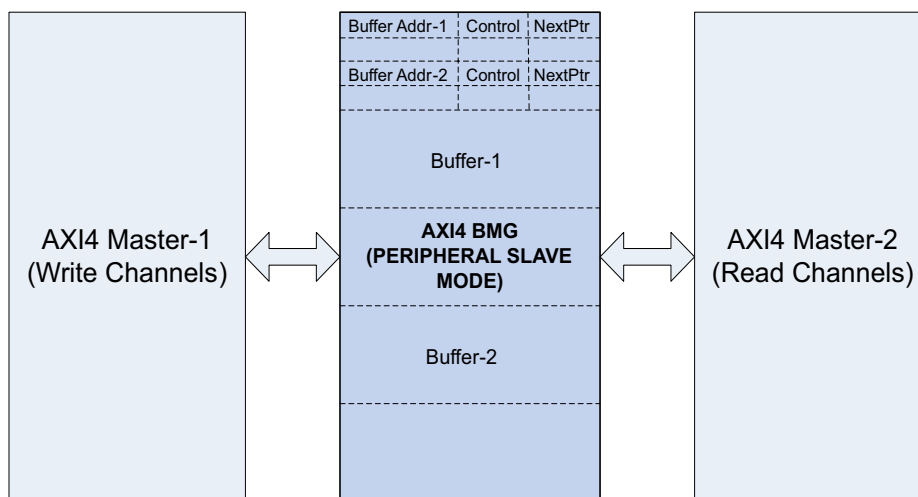 Buffer Addr-1 Control NextPtr
Buffer Addr-2 Control NextPtr
Buffer-1
AXI4 Master-1
(Write Channels)
AXI4 BMG
(PERIPHERAL SLAVE
MODE)
AXI4 Master-2
(Read Channels)
Buffer-2